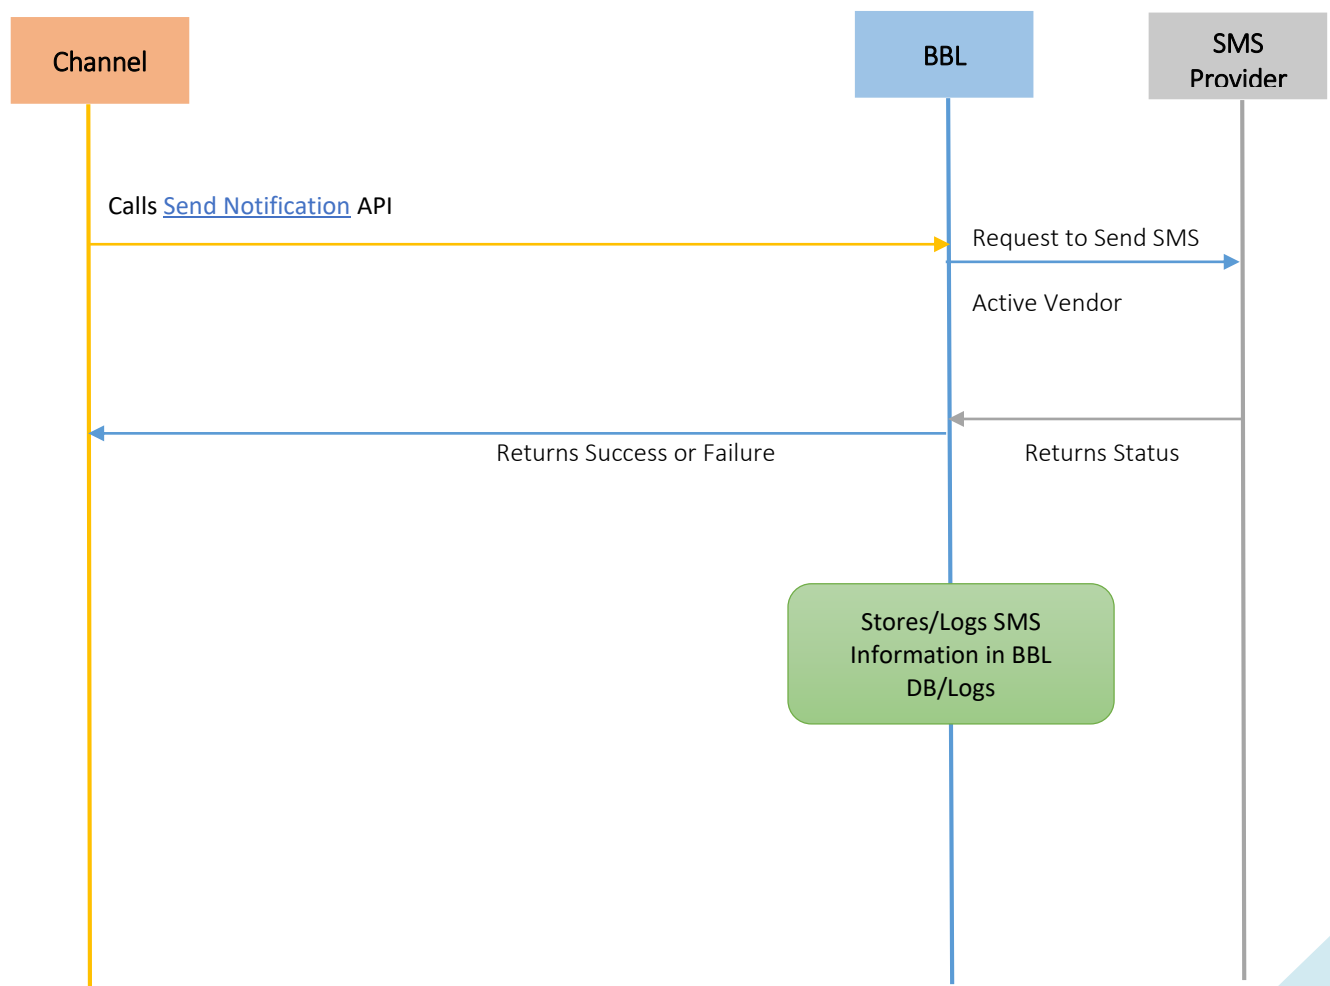 Channel
BBL
SMS
Provider
Calls Send Notification API
Request to Send SMS
Active Vendor
Returns Success or Failure
Returns Status
Stores/Logs SMS
Information in BBL
DB/Logs